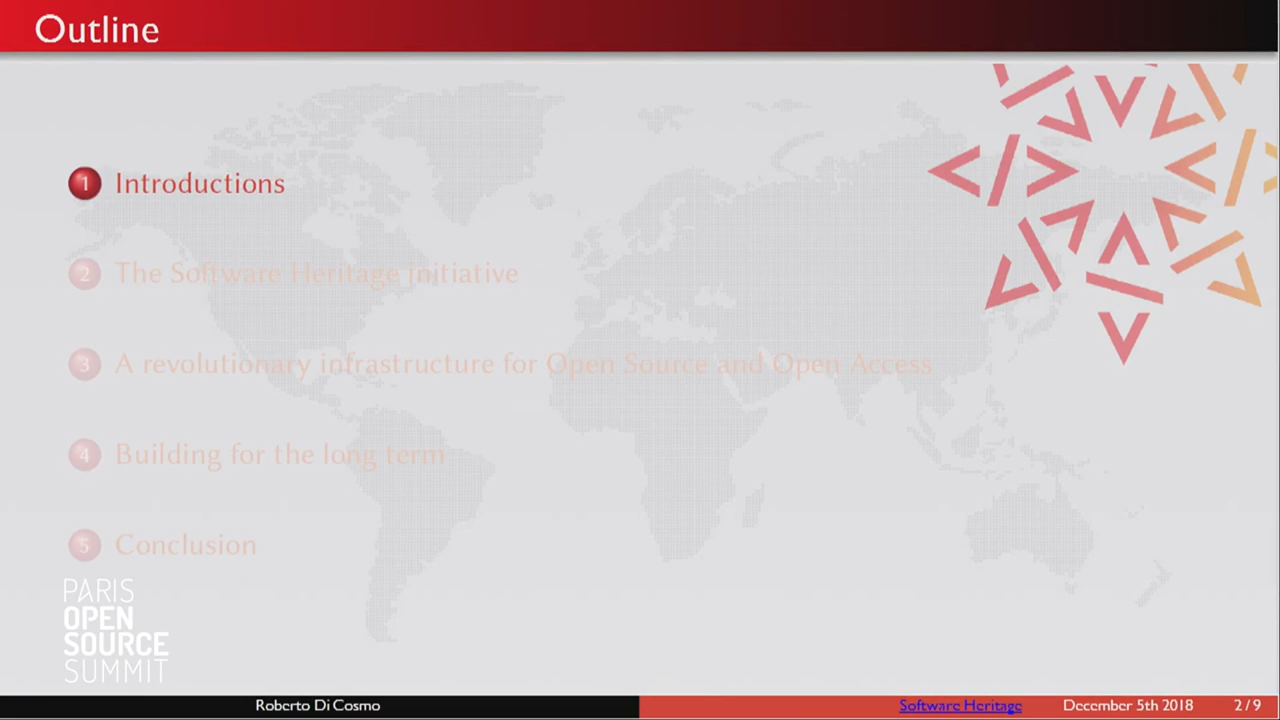 Outline
1 Introductions
2 The Software Heritage initiative
3 A revolutionary infrastructure for Open Source and Open Access
4 Building for the long term
5 Conclusion
PARIS
OPEN
SOURCE
SUMMIT
Roberto Di Cosmo Software Heritage December 5th 2018 2 / 9